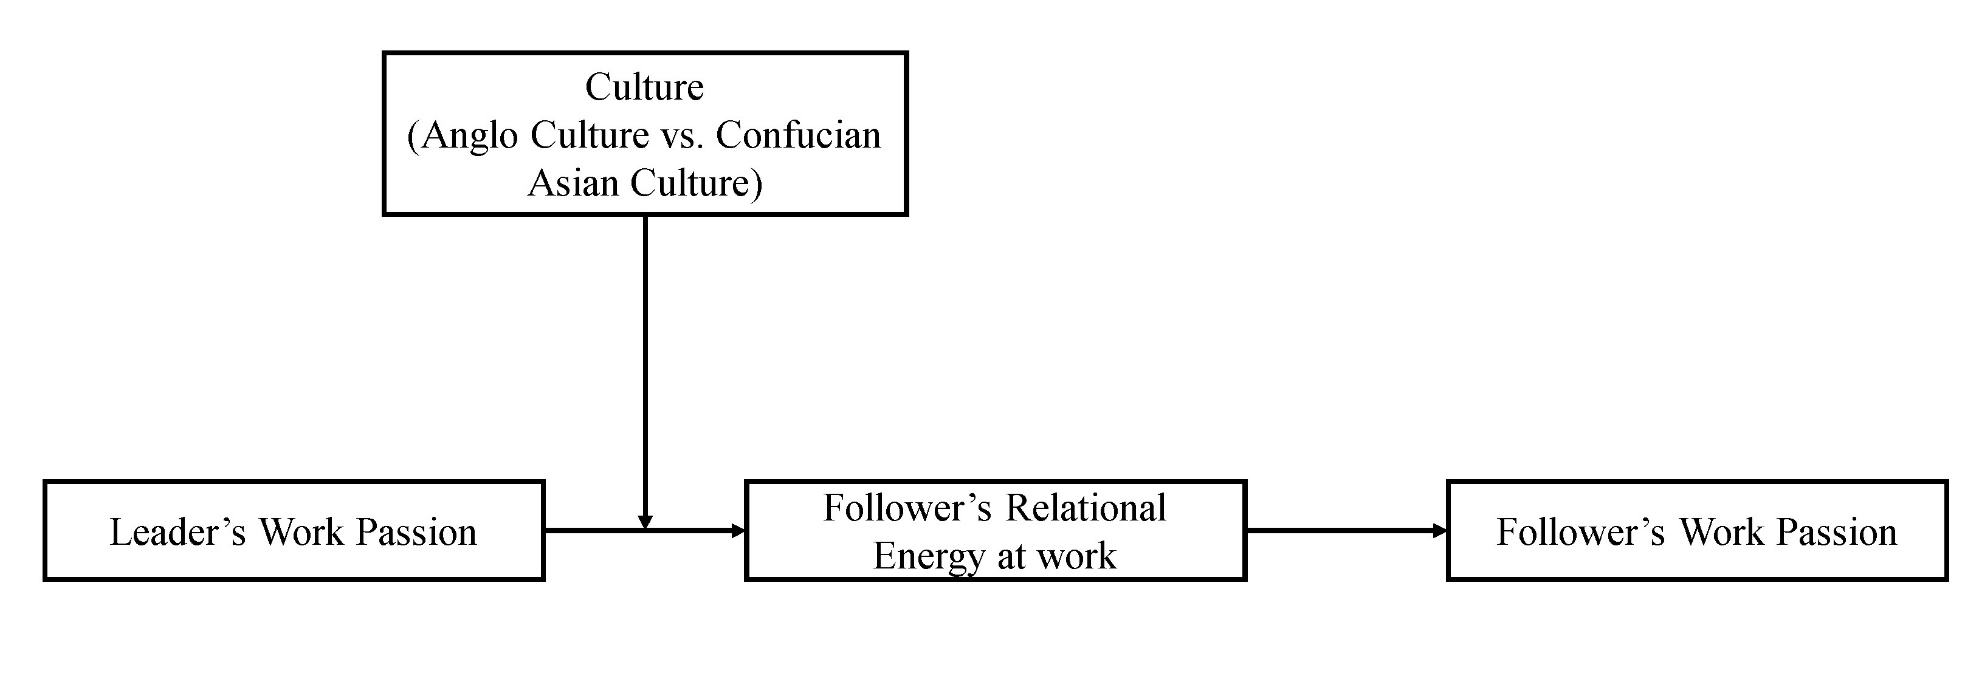 Culture
(Anglo Culture vs. Confucian
Asian Culture)
Leader’s Work Passion
Follower’s Relational
Energy at work
Follower’s Work Passion